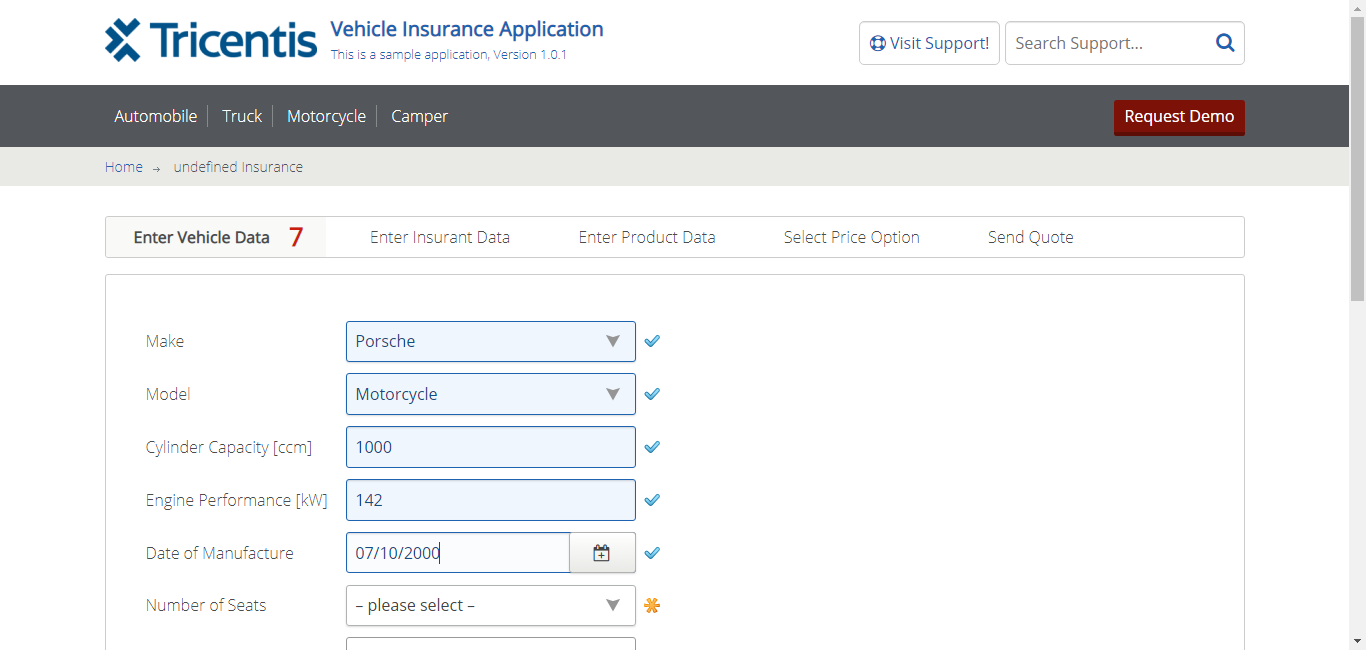 Tricentis
Vehicle Insurance Application
This is a sample application, Version 1.0.1
Visit Support!
Search Support...
Automobile
Truck
Motorcycle
Camper
Request Demo
Home → undefined Insurance
Enter Vehicle Data 7
Enter Insurant Data
Enter Product Data
Select Price Option
Send Quote
Make
Porsche
Model
Motorcycle
Cylinder Capacity [ccm]
1000
Engine Performance [kW]
142
Date of Manufacture
07/10/2000
Number of Seats
– please select –